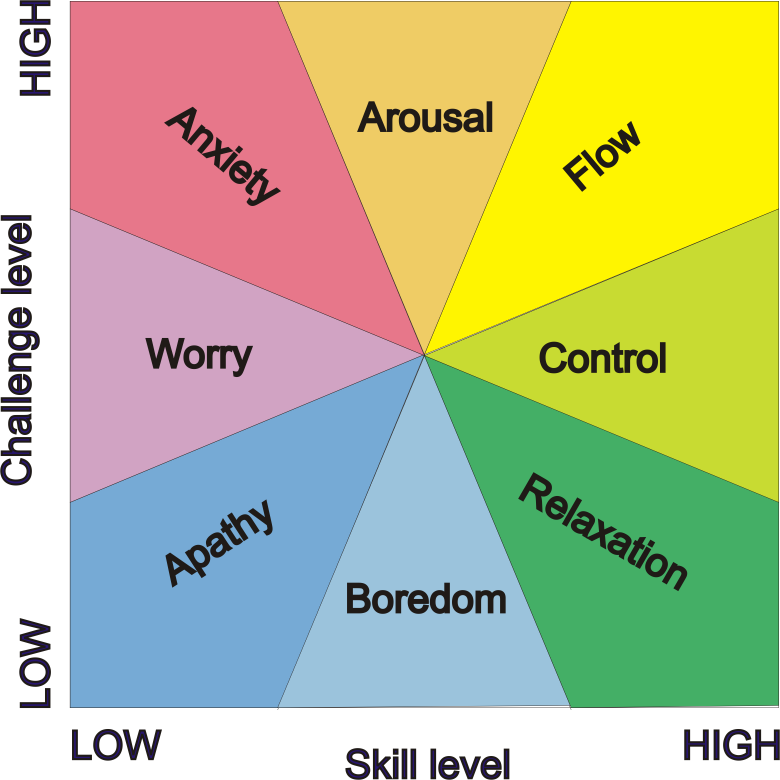 HIGH
Anxiety
Arousal
Flow
Challenge level
Worry
Control
Apathy
Boredom
Relaxation
LOW
LOW
Skill level
HIGH